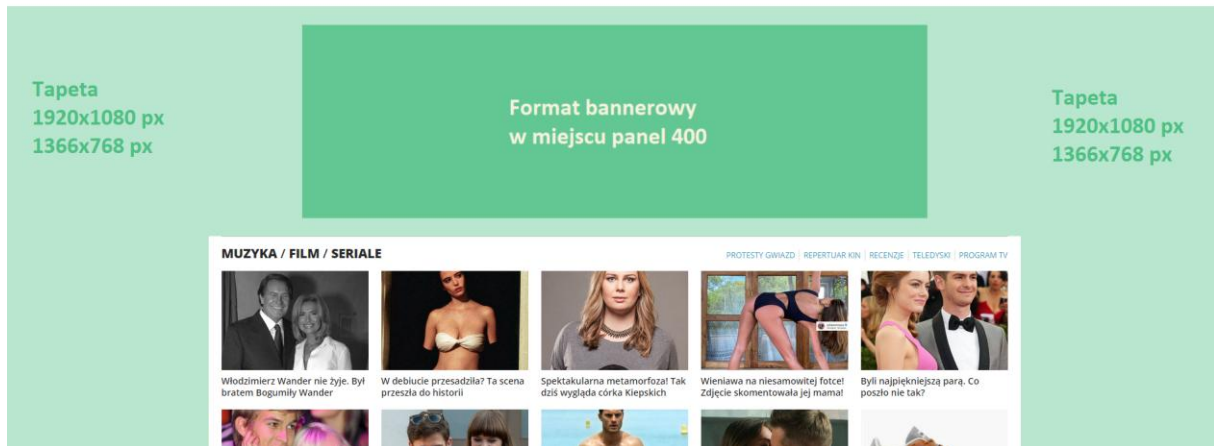 Tapeta
1920x1080 px
1366x768 px
Format bannerowy
w miejscu panel 400
Tapeta
1920x1080 px
1366x768 px
MUZYKA / FILM / SERIALE
PROTESTY GWIAZD | REPERTUAR KIN | RECENZJE | TELEDYSKI | PROGRAM TV
Włodzimierz Wander nie żyje. Był
bratem Bogumiły Wander
W debiucie przesadziła? Ta scena
przeszła do historii
Spektakularna metamorfoza! Tak
dziś wygląda córka Kiepskich
Wieniawa na niesamowitej fotce!
Zdjęcie skomentowała jej mama!
Byli najpiękniejszą parą. Co
poszło nie tak?